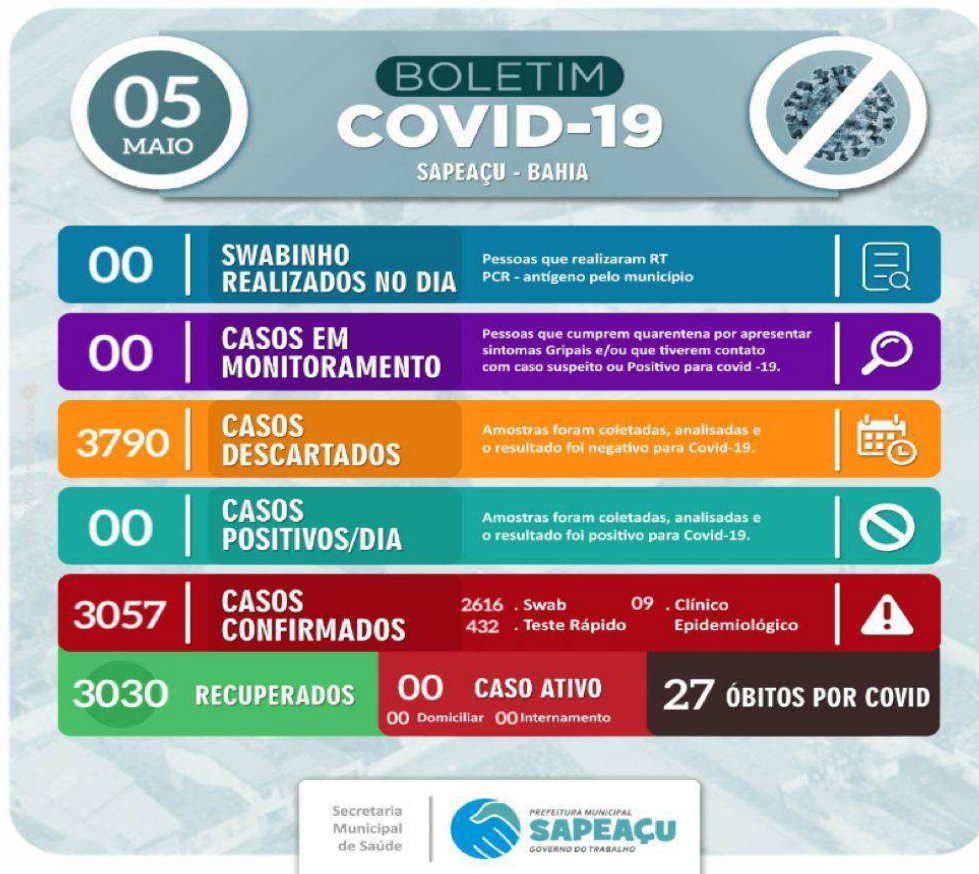 05
MAIO
BOLETIM
COVID-19
SAPEAÇU - BAHIA
00
SWABINHO
REALIZADOS NO DIA
Pessoas que realizaram RT
PCR - antígeno pelo município
00
CASOS EM
MONITORAMENTO
Pessoas que cumprem quarentena por apresentar
sintomas Gripais e/ou que tiverem contato
com caso suspeito ou Positivo para covid -19.
3790
CASOS
DESCARTADOS
Amostras foram coletadas, analisadas e
o resultado foi negativo para Covid-19.
00
CASOS
POSITIVOS/DIA
Amostras foram coletadas, analisadas e
o resultado foi positivo para Covid-19.
3057
CASOS
CONFIRMADOS
2616 . Swab
432 . Teste Rápido
09 . Clínico
Epidemiológico
3030 RECUPERADOS
00 CASO ATIVO
00 Domiciliar 00 Internamento
27 ÓBITOS POR COVID
Secretaria
Municipal
de Saúde
PREFEITURA MUNICIPAL
SAPEAÇU
GOVERNO DO TRABALHO